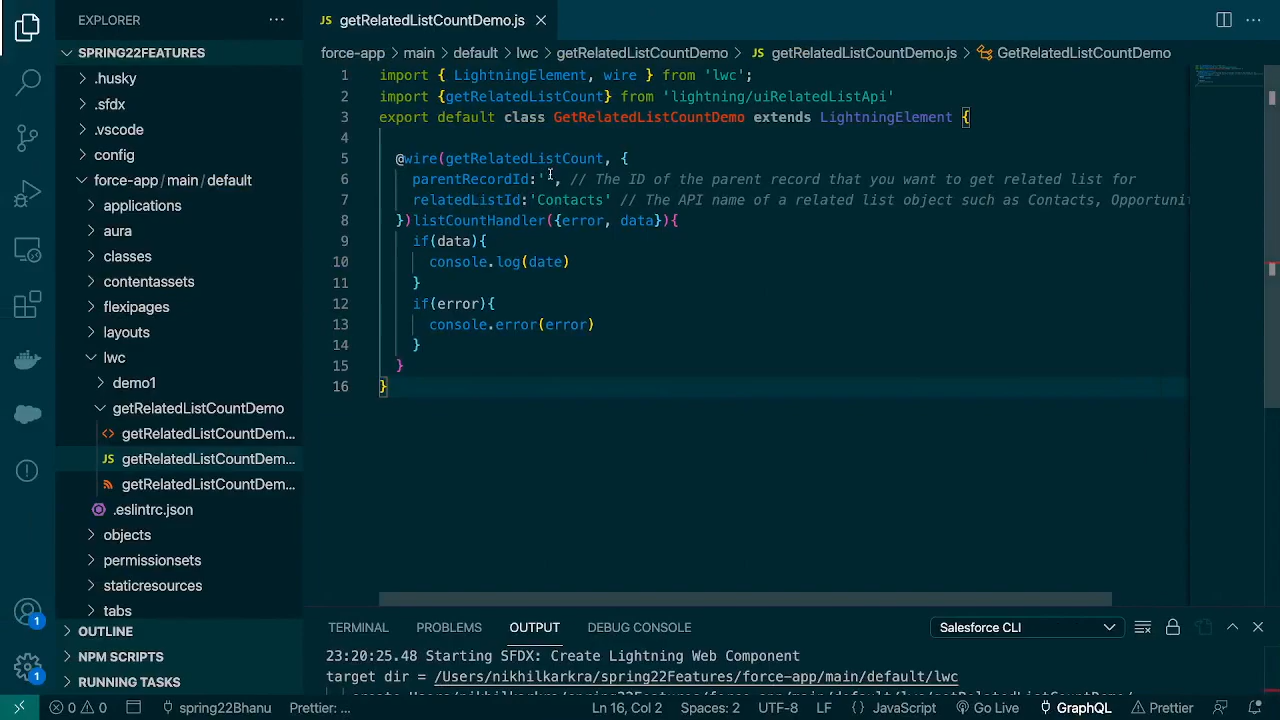 EXPLORER
JS getRelatedListCountDemo.js
SPRING22FEATURES
force-app > main > default > lwc > getRelatedListCountDemo > JS getRelatedListCountDemo.js > GetRelatedListCountDemo
.husky
.sfdx
.vscode
config
force-app / main / default
applications
aura
classes
contentassets
flexipages
layouts
lwc
demo1
getRelatedListCountDemo
getRelatedListCountDem...
JS getRelatedListCountDem...
getRelatedListCountDem...
.eslintrc.json
objects
permissionsets
staticresources
tabs
OUTLINE
NPM SCRIPTS
RUNNING TASKS
1 import { LightningElement, wire } from 'lwc';
2 import {getRelatedListCount} from 'lightning/uiRelatedListApi'
3 export default class GetRelatedListCountDemo extends LightningElement {
4
5 @wire(getRelatedListCount, {
6 parentRecordId:'', // The ID of the parent record that you want to get related list for
7 relatedListId:'Contacts' // The API name of a related list object such as Contacts, Opportunit
8 })listCountHandler({error, data}){
9 if(data){
10 console.log(date)
11 }
12 if(error){
13 console.error(error)
14 }
15 }
16 }
TERMINAL PROBLEMS OUTPUT DEBUG CONSOLE Salesforce CLI
23:20:25.48 Starting SFDX: Create Lightning Web Component
target dir = /Users/nikhilkarkra/spring22Features/force-app/main/default/lwc
1
1
0 0 spring22Bhanu Prettier: ... Ln 16, Col 2 Spaces: 2 UTF-8 LF {} JavaScript Go Live GraphQL Prettier